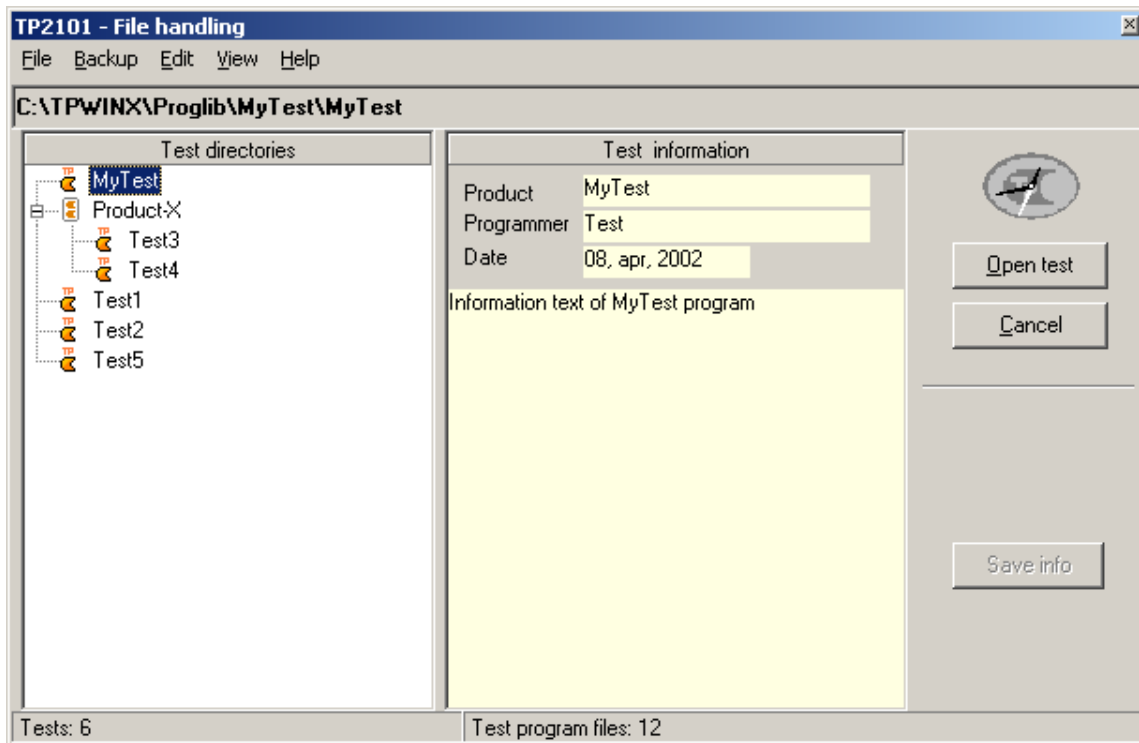 TP2101 - File handling
File Backup Edit View Help
C:\TPWINX\Proglib\MyTest\MyTest
Test directories
MyTest
Product-X
Test3
Test4
Test1
Test2
Test5
Test information
Product MyTest
Programmer Test
Date 08, apr, 2002
Information text of MyTest program
Open test
Cancel
Save info
Tests: 6
Test program files: 12